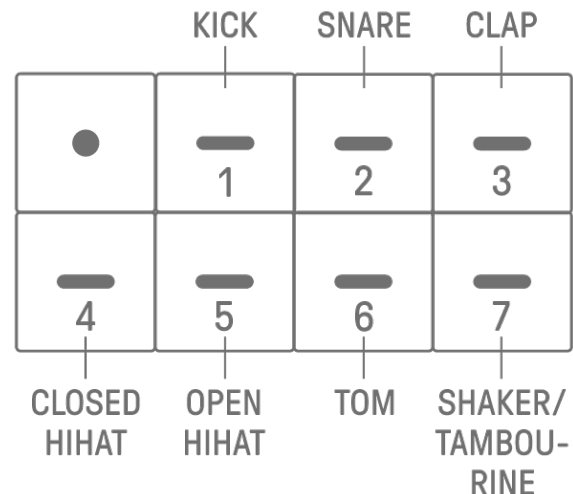 KICK SNARE CLAP
1 2 3
4 5 6 7
CLOSED HIHAT
OPEN HIHAT
TOM
SHAKER/
TAMBOU-
RINE